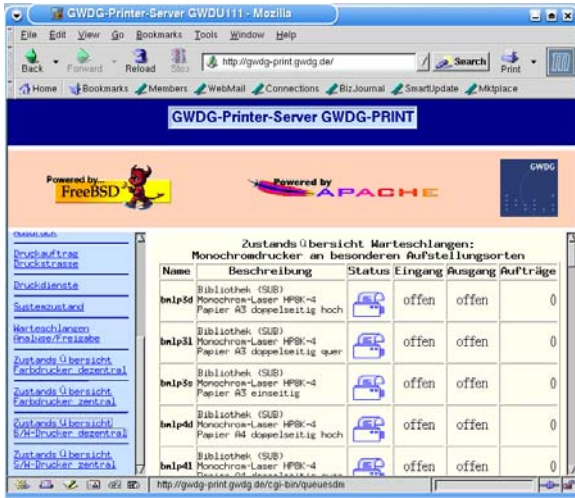 GWDG-Printer-Server GWDU111 - Mozilla
File Edit View Go Bookmarks Tools Window Help
Back Forward Reload Stop http://gwdg-print.gwdg.de/ Search Print
Home Bookmarks Members WebMail Connections BizJournal SmartUpdate Mktplace
GWDG-Printer-Server GWDG-PRINT
Powered by...
FreeBSD
Powered by
APACHE
GWDG
Ausdruck
Druckauftrag
Druckstrasse
Druckdienste
Systemzustand
Warteschlangen
Analyse/Freigabe
Zustands Übersicht
Farbdrucker dezentral
Zustands Übersicht
Farbdrucker zentral
Zustands Übersicht
S/W-Drucker dezentral
Zustands Übersicht
S/W-Drucker zentral
Zustands Übersicht Warteschlangen:
Monochromdrucker an besonderen Aufstellungsorten
Name Beschreibung Status Eingang Ausgang Aufträge
bmlp3d Bibliothek (SUB)
Monochrom-Laser HP8K-4
Papier A3 doppelseitig hoch offen offen 0
bmlp3l Bibliothek (SUB)
Monochrom-Laser HP8K-4
Papier A3 doppelseitig quer offen offen 0
bmlp3s Bibliothek (SUB)
Monochrom-Laser HP8K-4
Papier A3 einseitig offen offen 0
bmlp4d Bibliothek (SUB)
Monochrom-Laser HP8K-4
Papier A4 doppelseitig hoch offen offen 0
bmlp4l Bibliothek (SUB)
Monochrom-Laser HP8K-4
Papier A4 doppelseitig quer offen offen 0
http://gwdg-print.gwdg.de/cgi-bin/queuesdm